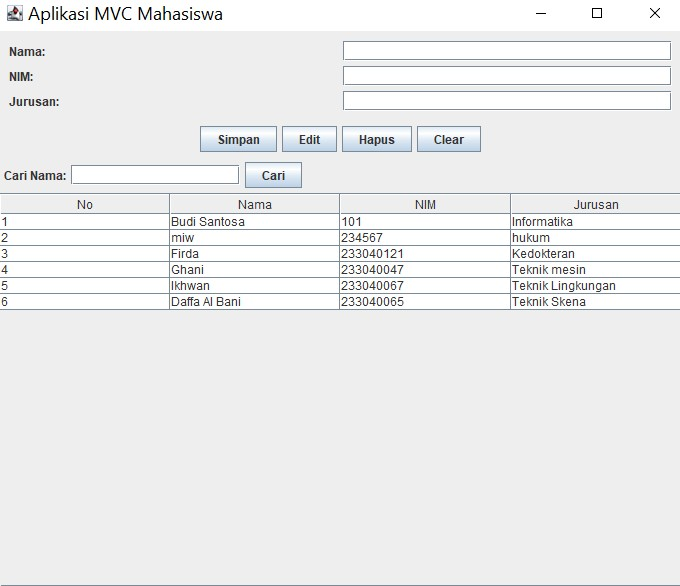 Aplikasi MVC Mahasiswa
Nama:
NIM:
Jurusan:
Simpan Edit Hapus Clear
Cari Nama: Cari
No Nama NIM Jurusan
1 Budi Santosa 101 Informatika
2 miw 234567 hukum
3 Firda 233040121 Kedokteran
4 Ghani 233040047 Teknik mesin
5 Ikhwan 233040067 Teknik Lingkungan
6 Daffa Al Bani 233040065 Teknik Skena